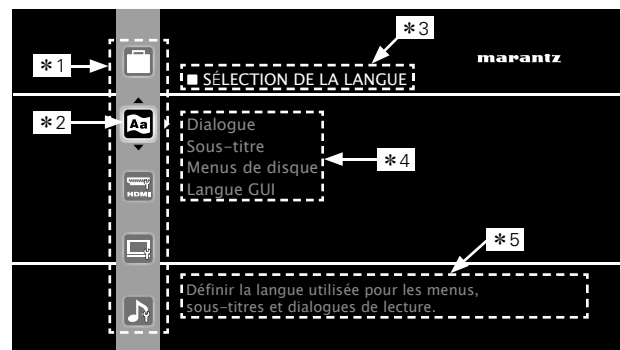 ✻3
marantz
✻1
■ SÉLECTION DE LA LANGUE
✻2
Aa
Dialogue
Sous-titre
Menus de disque
Langue GUI
✻4
HDMI
✻5
Définir la langue utilisée pour les menus,
sous-titres et dialogues de lecture.